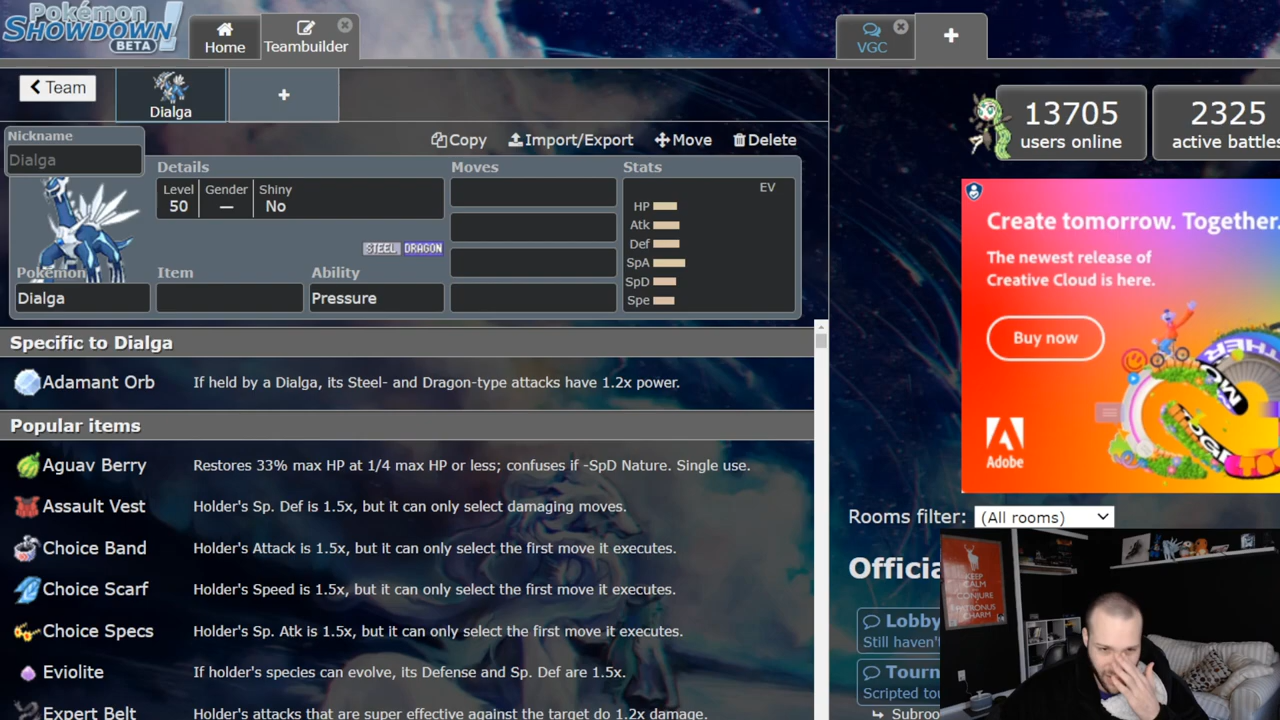 Pokémon
SHOWDOWN!
BETA
Home
Teambuilder
VGC
+
Team
Dialga
+
Nickname
Dialga
Copy
Import/Export
Move
Delete
Details
Moves
Stats
Level
Gender
Shiny
50
—
No
EV
HP
Atk
Def
SpA
SpD
Spe
STEEL DRAGON
Pokémon
Item
Ability
Dialga
Pressure
Specific to Dialga
Adamant Orb
If held by a Dialga, its Steel- and Dragon-type attacks have 1.2x power.
Popular items
Aguav Berry
Restores 33% max HP at 1/4 max HP or less; confuses if -SpD Nature. Single use.
Assault Vest
Holder's Sp. Def is 1.5x, but it can only select damaging moves.
Choice Band
Holder's Attack is 1.5x, but it can only select the first move it executes.
Choice Scarf
Holder's Speed is 1.5x, but it can only select the first move it executes.
Choice Specs
Holder's Sp. Atk is 1.5x, but it can only select the first move it executes.
Eviolite
If holder's species can evolve, its Defense and Sp. Def are 1.5x.
Expert Belt
Holder's attacks that are super effective against the target do 1.2x damage.
13705
users online
2325
active battles
Create tomorrow. Together.
The newest release of
Creative Cloud is here.
Buy now
Adobe
Rooms filter:
(All rooms)
Officia
Lobby
Still haven'
Tourn
Scripted tou
Subroo
KEEP
CALM
AND
CONJURE
PATRONUS
CHARM